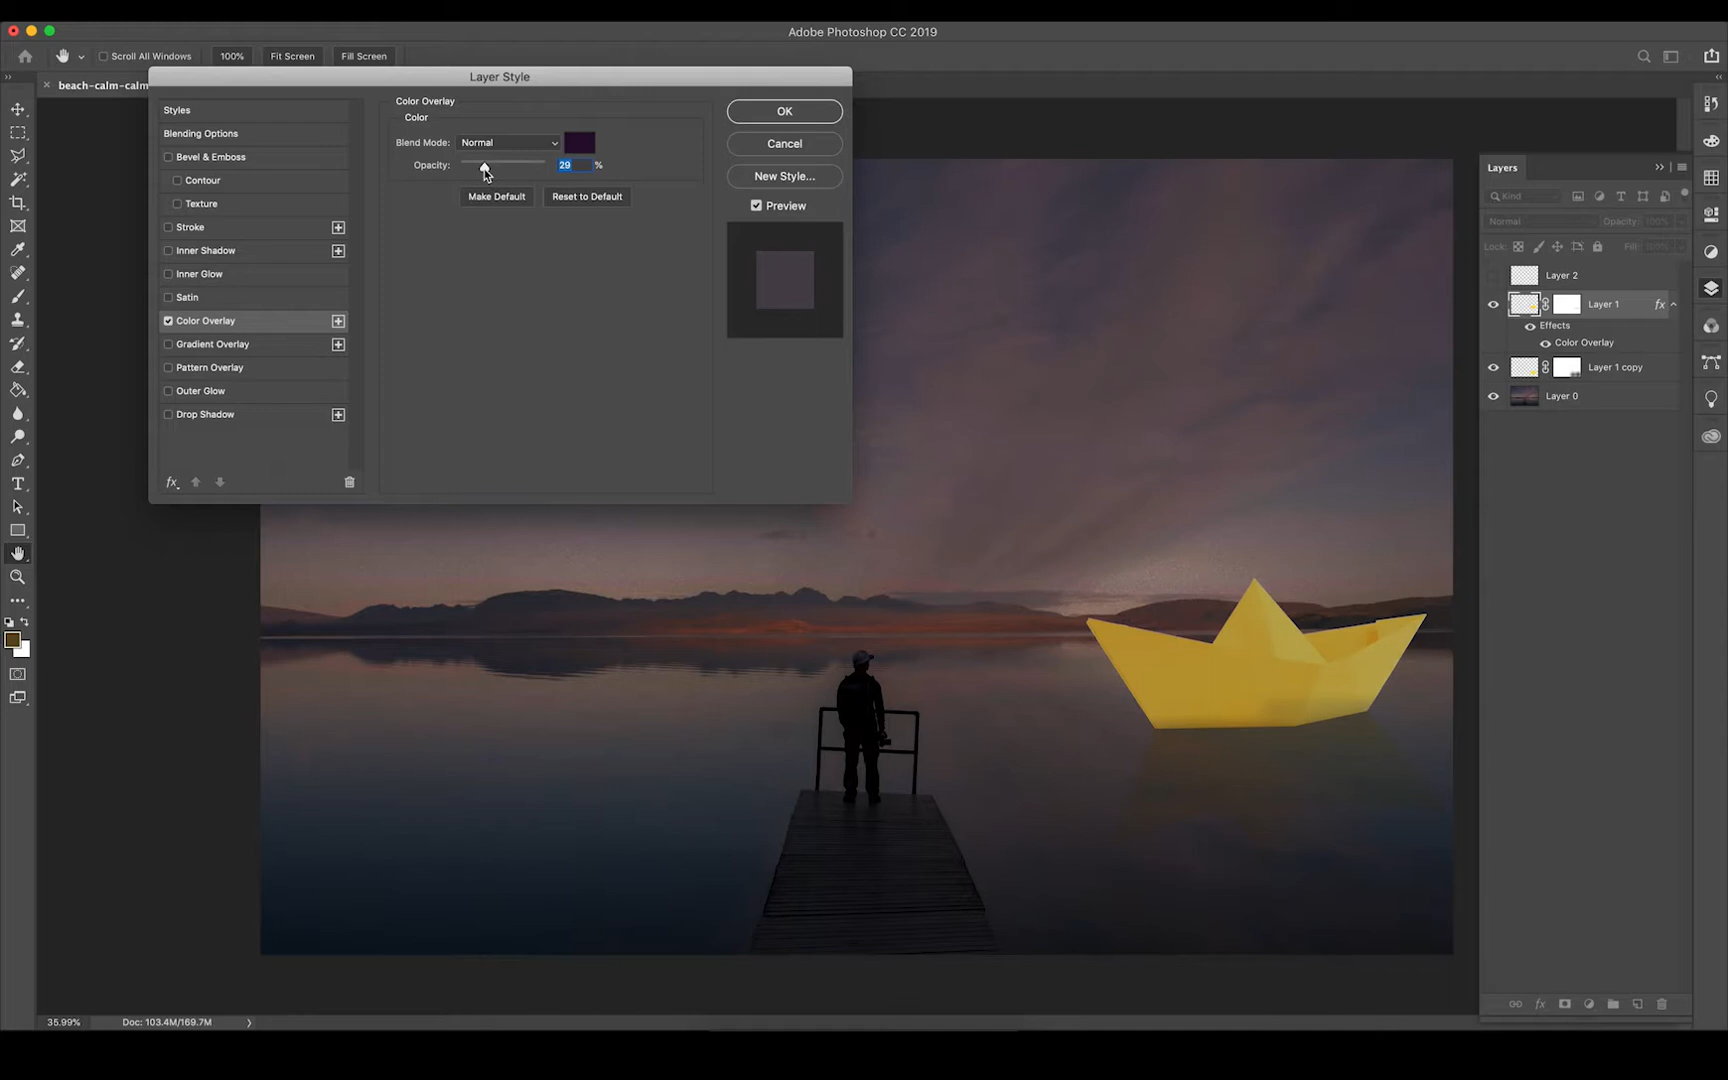 Adobe Photoshop CC 2019
Scroll All Windows
100%
Fit Screen
Fill Screen
beach-calm-calm
Layer Style
Styles
Blending Options
Bevel & Emboss
Contour
Texture
Stroke
Inner Shadow
Inner Glow
Satin
Color Overlay
Gradient Overlay
Pattern Overlay
Outer Glow
Drop Shadow
fx
Color Overlay
Color
Blend Mode: Normal
Opacity: 29 %
Make Default
Reset to Default
OK
Cancel
New Style...
Preview
Layers
Kind
Normal
Opacity: 100%
Lock:
Fill: 100%
Layer 2
Layer 1 fx
Effects
Color Overlay
Layer 1 copy
Layer 0
fx
35.99%
Doc: 103.4M/169.7M